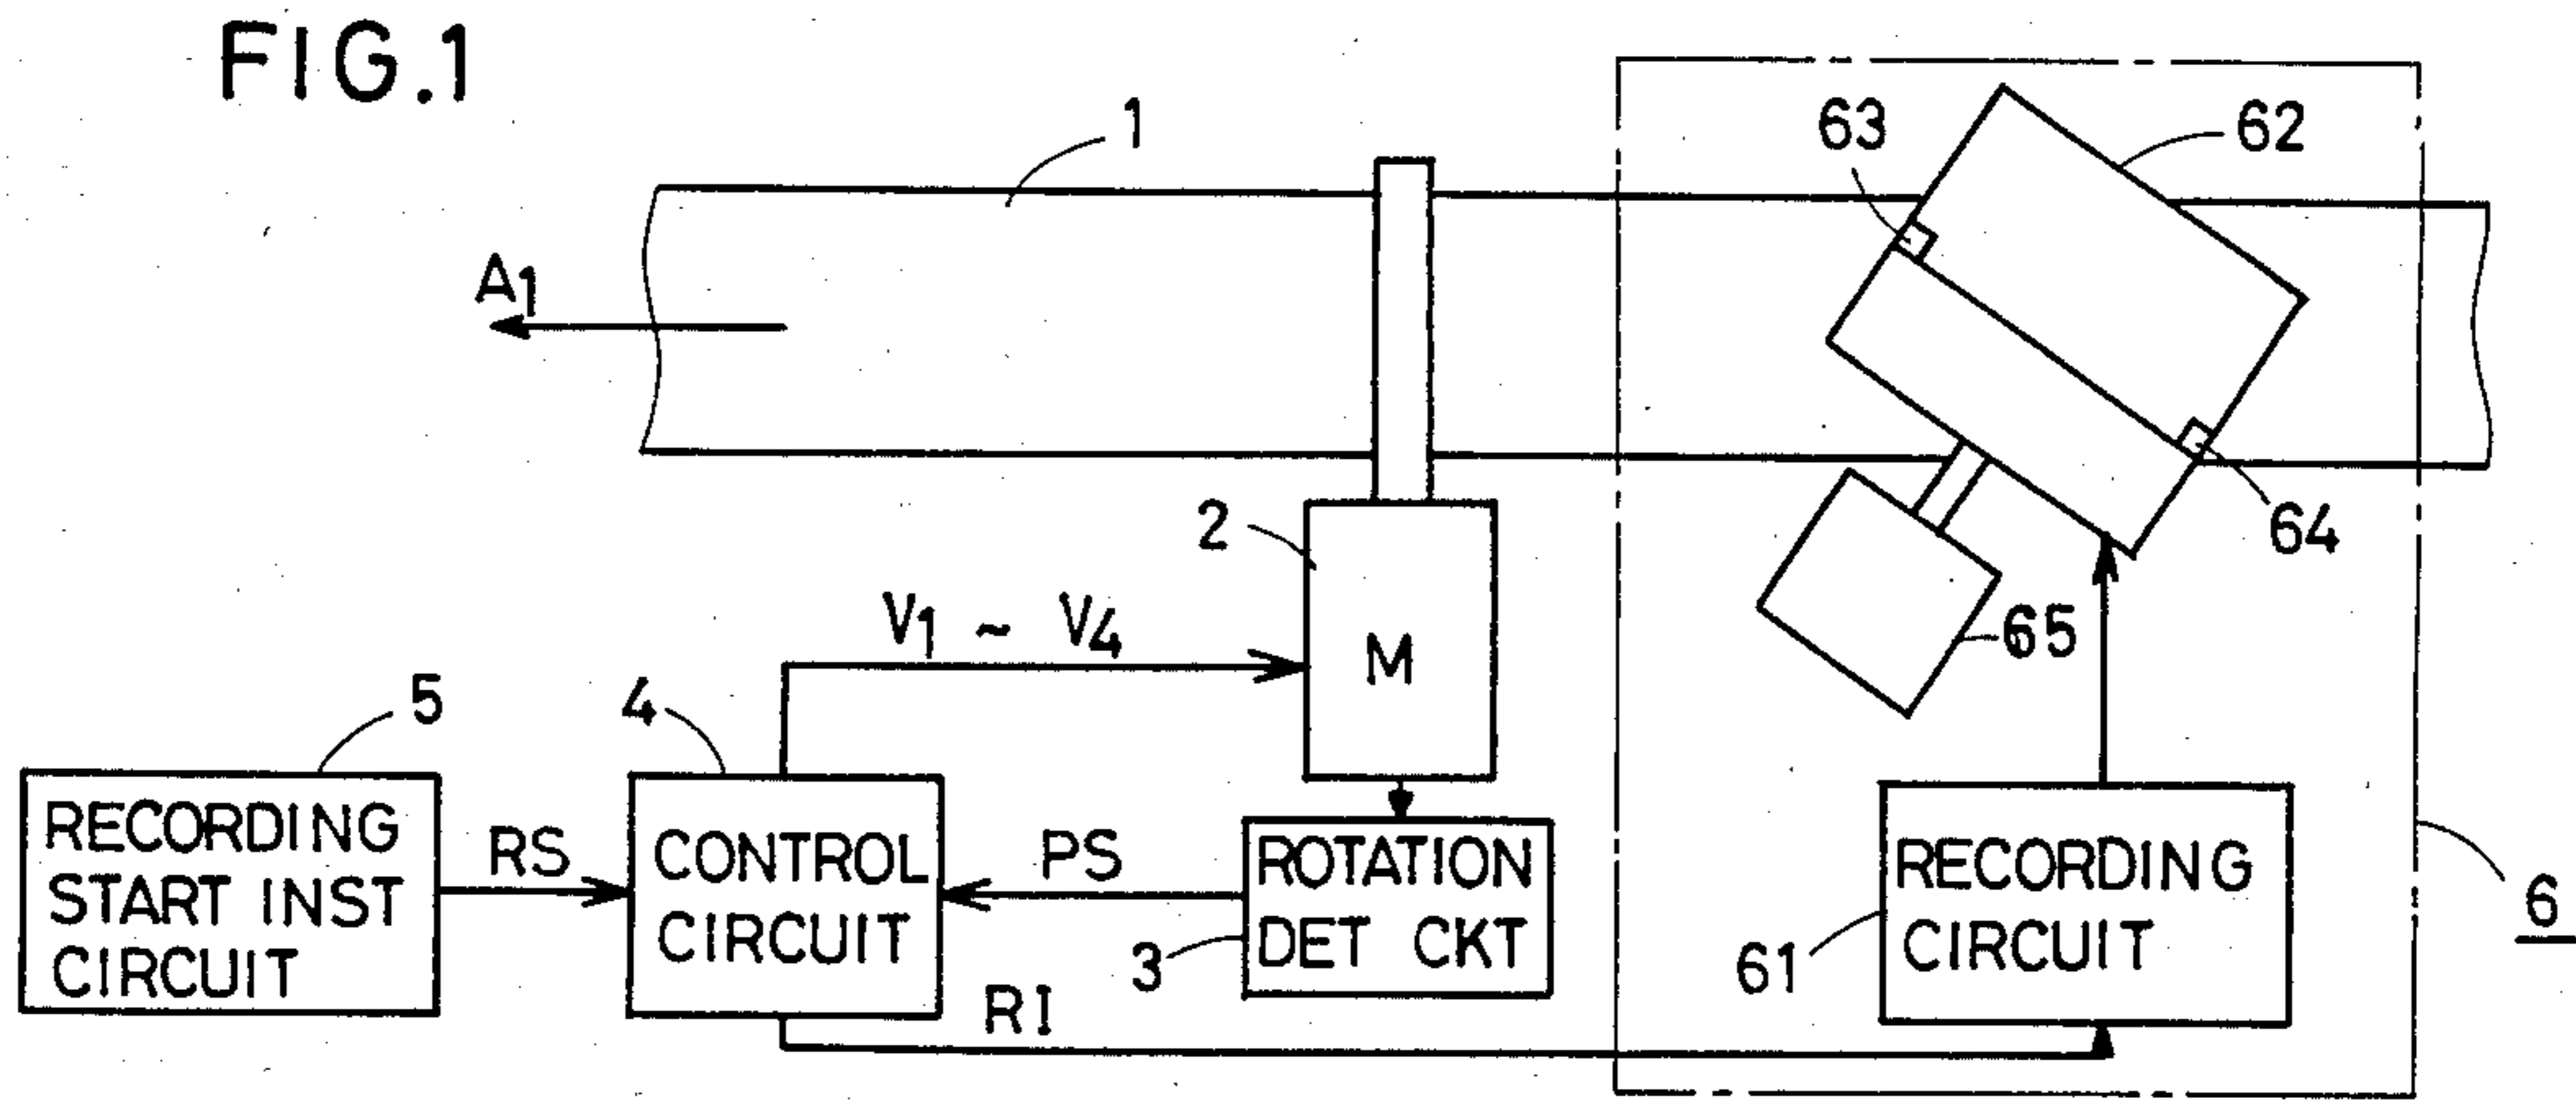 FIG.1
1
63
62
A1
2
64
V1 ~ V4
M
65
5
4
RECORDING
START INST
CIRCUIT
RS
CONTROL
CIRCUIT
PS
ROTATION
DET CKT
3
RI
61
RECORDING
CIRCUIT
6